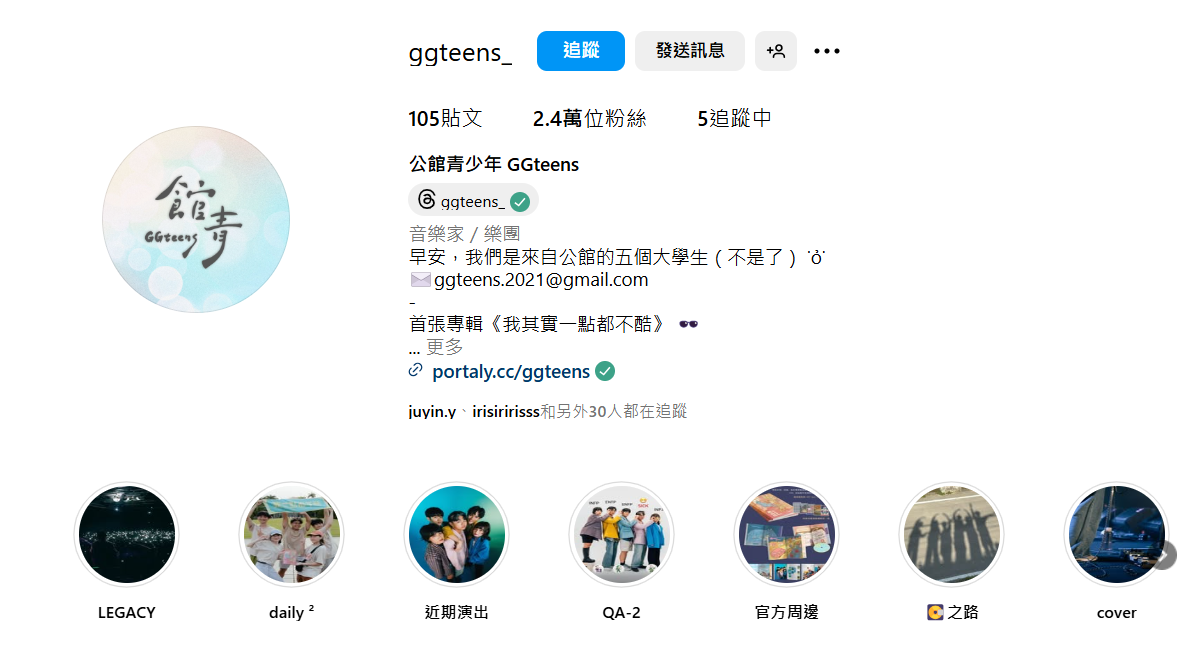 ggteens_ 追蹤 發送訊息
105貼文 2.4萬位粉絲 5追蹤中
館青
GGteens
公館青少年 GGteens
ggteens_
音樂家 / 樂團
早安，我們是來自公館的五個大學生（不是了） ˙ỏ˙
✉️ggteens.2021@gmail.com
-
首張專輯《我其實一點都不酷》 🕶️
... 更多
portaly.cc/ggteens
juyin.y、irisiririsss和另外30人都在追蹤
LEGACY daily ² 近期演出 QA-2 官方周邊 💽之路 cover